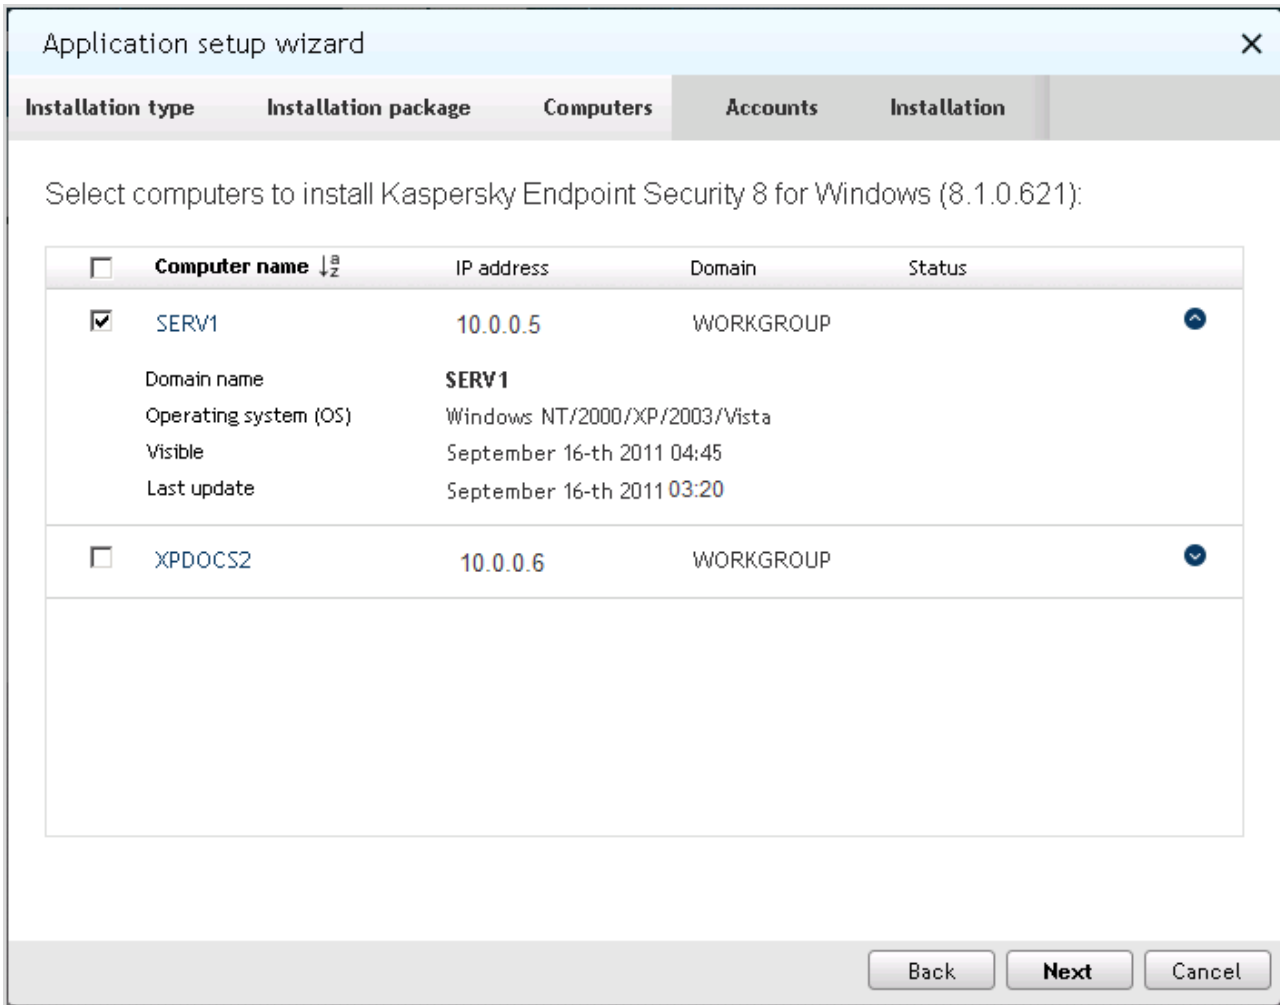 Application setup wizard
Installation type Installation package Computers Accounts Installation
Select computers to install Kaspersky Endpoint Security 8 for Windows (8.1.0.621):
Computer name IP address Domain Status
SERV1 10.0.0.5 WORKGROUP
Domain name SERV1
Operating system (OS) Windows NT/2000/XP/2003/Vista
Visible September 16-th 2011 04:45
Last update September 16-th 2011 03:20
XPDOCS2 10.0.0.6 WORKGROUP
Back Next Cancel